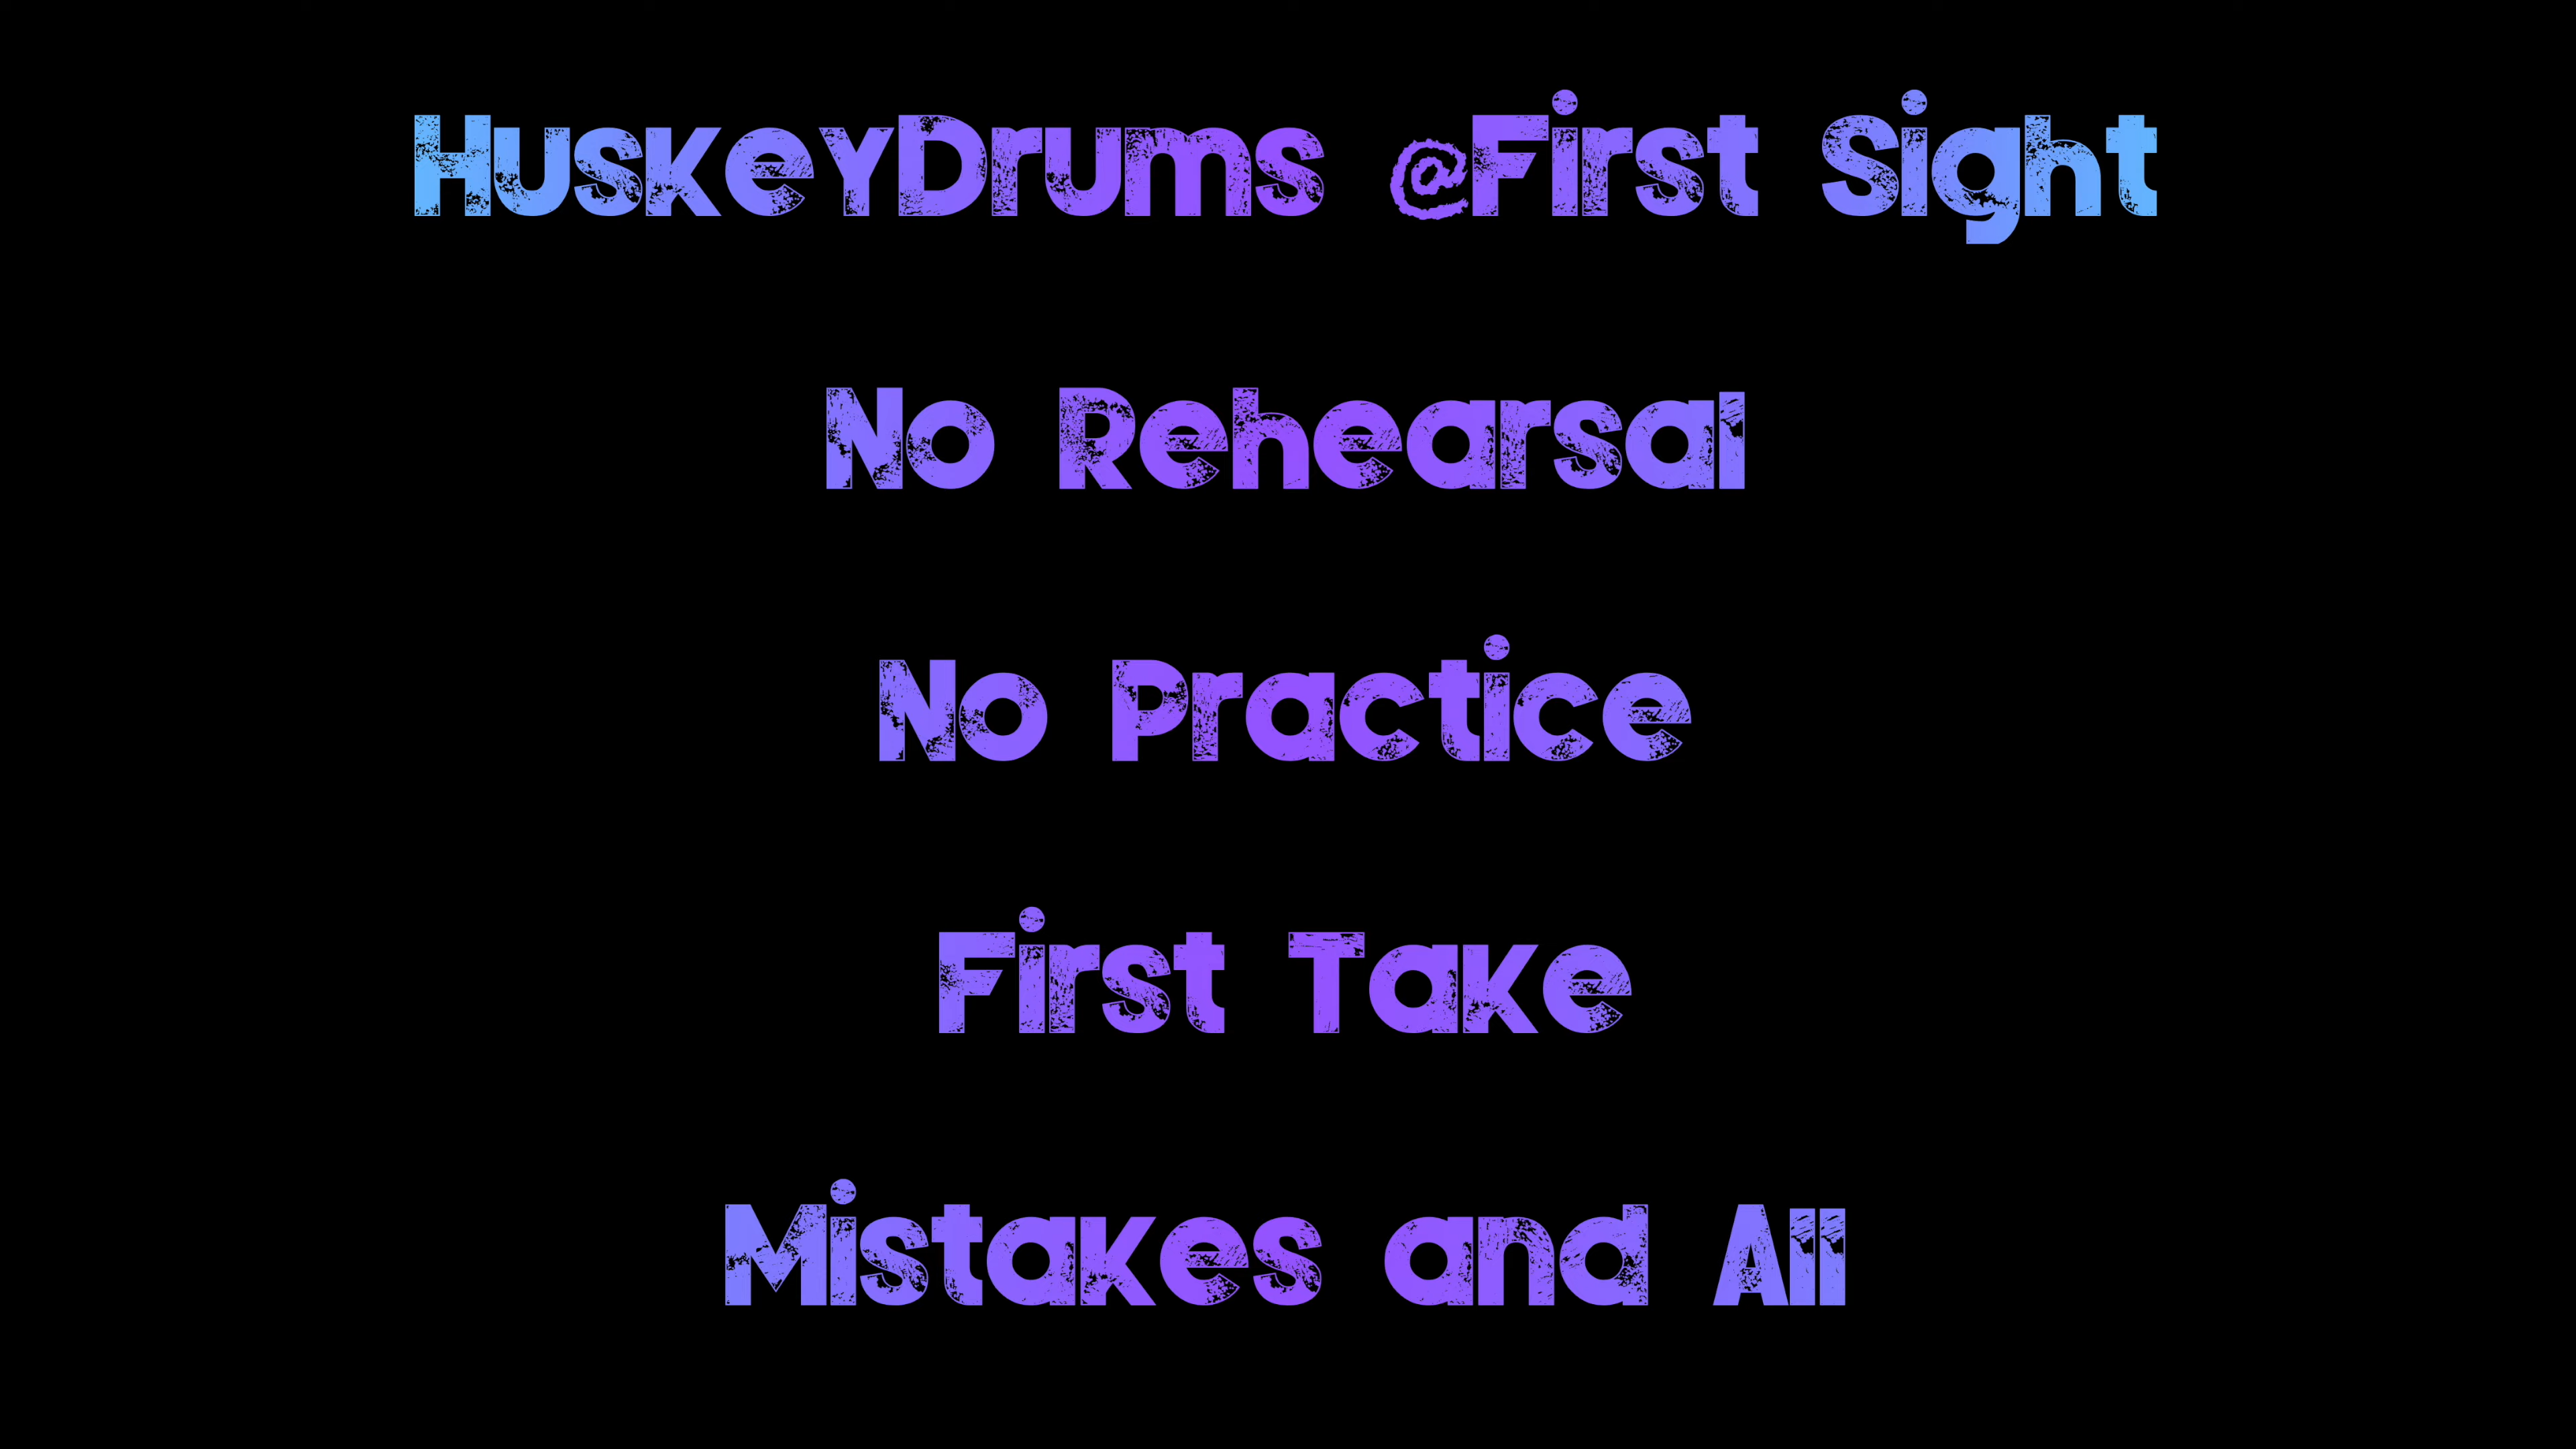 HuskeyDrums @First Sight
No Rehearsal
No Practice
First Take
Mistakes and All